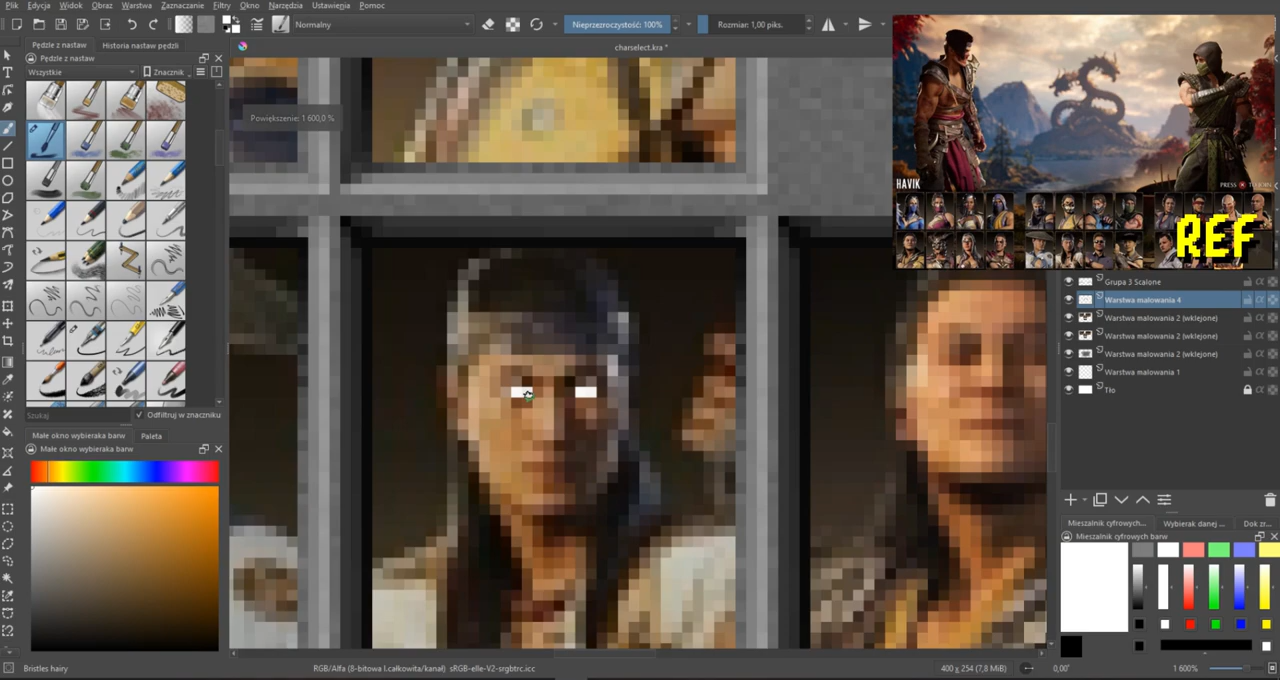 Plik Edycja Widok Obraz Warstwa Zaznaczanie Filtry Narzędzia Ustawienia Pomoc
Normalny
Nieprzezroczystość: 100%
Rozmiar: 1,00 piks.
Pędzle z nastaw Historia nastaw pędzli
charselect.kra *
Pędzle z nastaw
Wszystkie
Znacznik
Powiększenie: 1 600,0 %
HAVIK
REF
Grupa 3 Scalone
Warstwa malowania 4
Warstwa malowania 2 (wklejone)
Warstwa malowania 2 (wklejone)
Warstwa malowania 2 (wklejone)
Warstwa malowania 1
Tło
Szukaj
Odfiltruj w znaczniku
Małe okno wybieraka barw Paleta
Małe okno wybieraka barw
Mieszalnik cyfrowych... Wybierak danej ... Dok zr...
Mieszalnik cyfrowych barw
Bristles hairy
RGB/Alfa (8-bitowa l.całkowita/kanał) sRGB-elle-V2-srgbtrc.icc
400 x 254 (7,8 MiB)
0,00°
1 600%